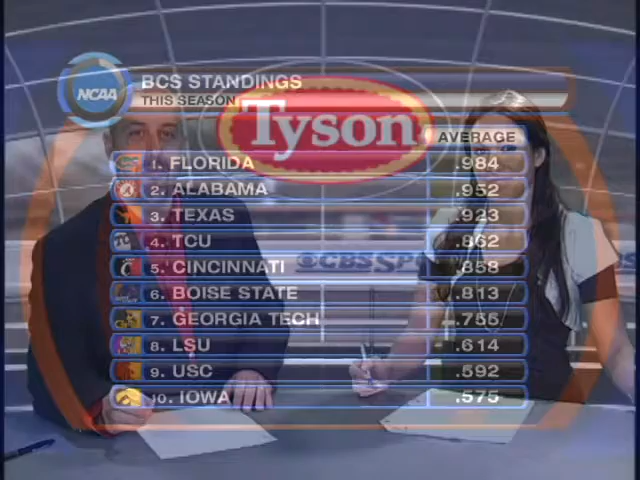 NCAA
BCS STANDINGS
THIS SEASON
Tyson
AVERAGE
1. FLORIDA .984
2. ALABAMA .952
3. TEXAS .923
4. TCU .862
5. CINCINNATI .858
6. BOISE STATE .813
7. GEORGIA TECH .755
8. LSU .614
9. USC .592
10. IOWA .575
CBS SP